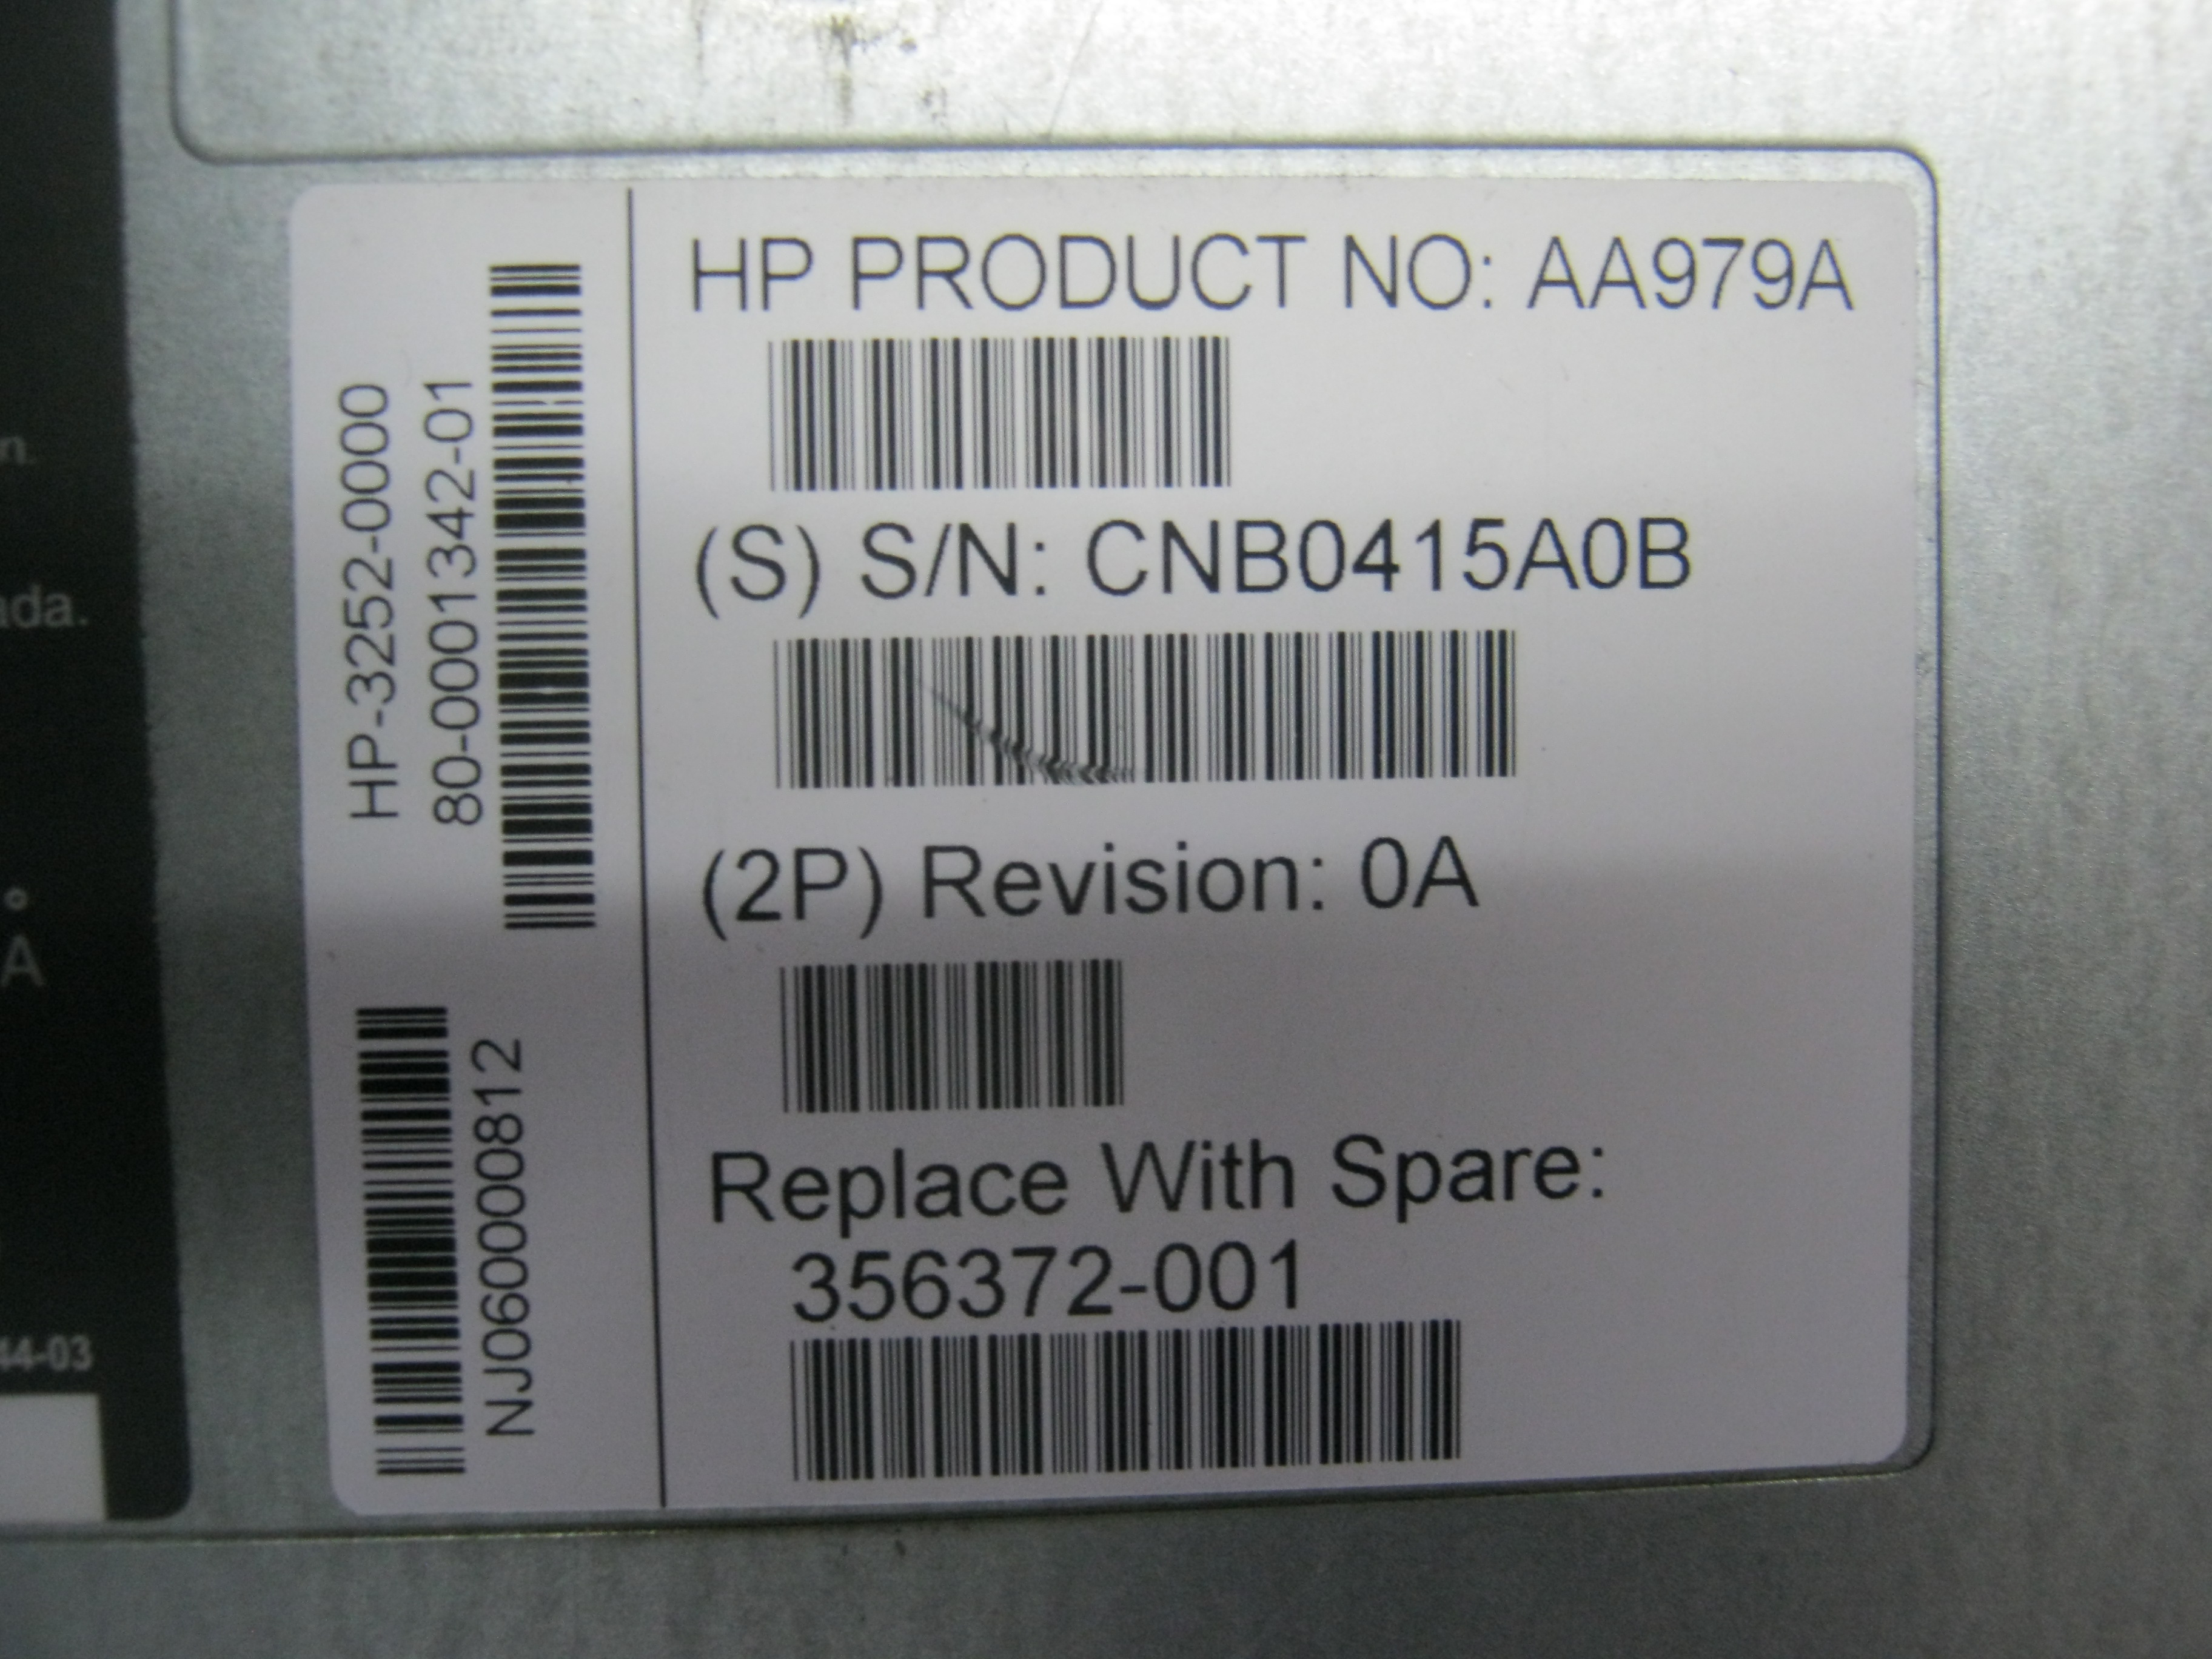 HP-3252-0000
80-0001342-01
NJ06000812
HP PRODUCT NO: AA979A
(S) S/N: CNB0415A0B
(2P) Revision: 0A
Replace With Spare:
356372-001
n.
ada.
A
44-03